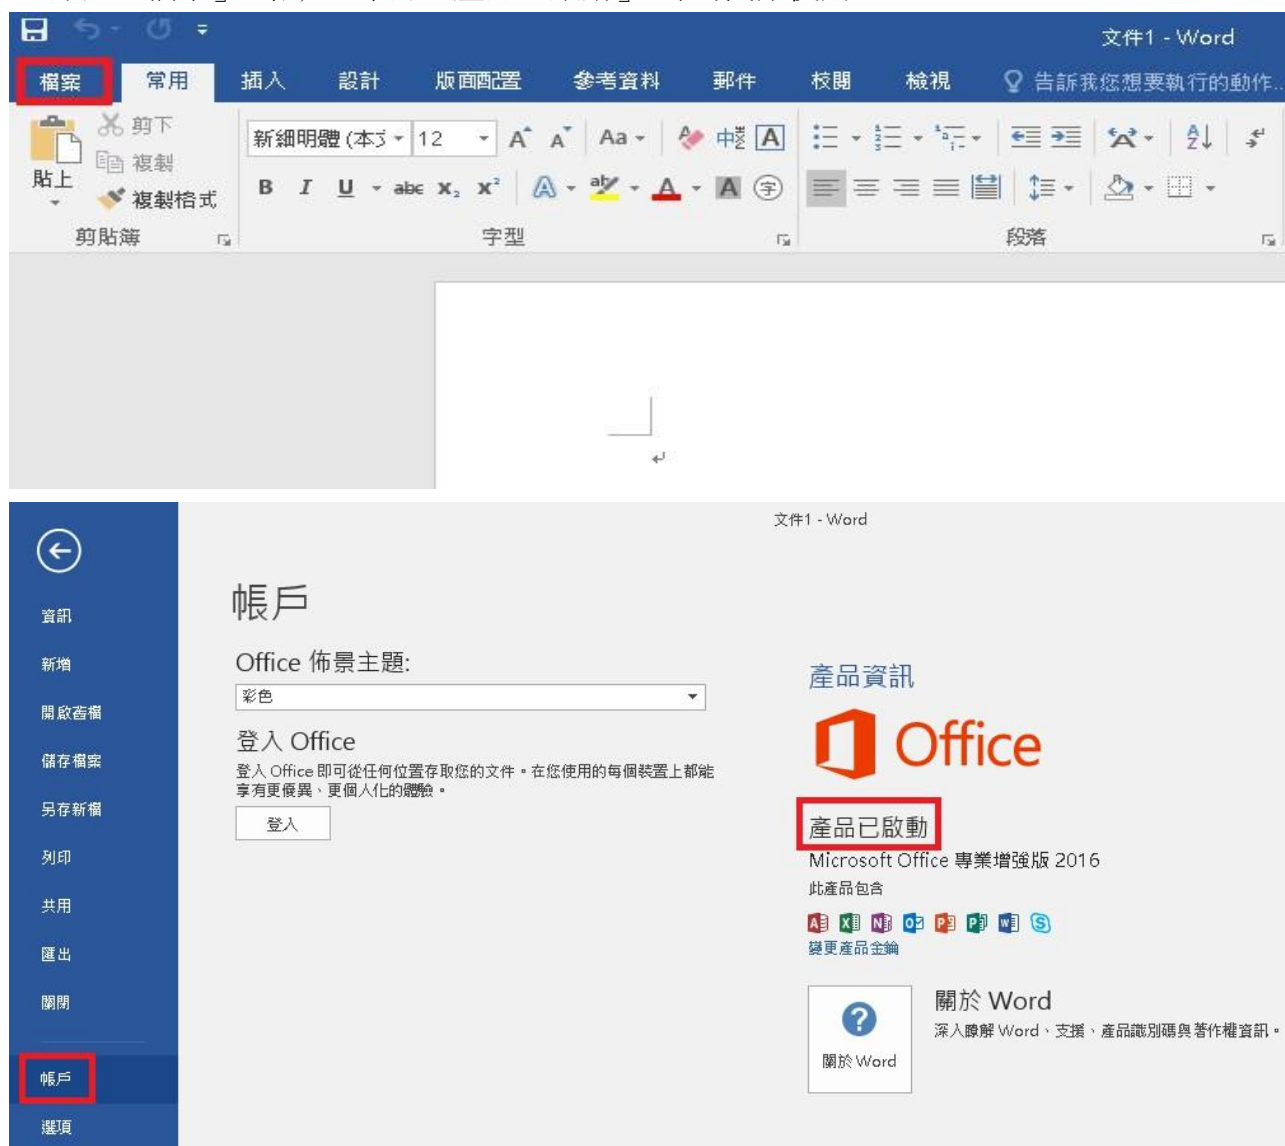 文件1 - Word
檔案 常用 插入 設計 版面配置 參考資料 郵件 校閱 檢視 告訴我您想要執行的動作...
剪下
新細明體 (本文 12 A A Aa 中 A
複製
貼上
複製格式
B I U abc X₂ X² A aby A A 字
剪貼簿 字型 段落
文件1 - Word
帳戶
資訊
新增
開啟舊檔
儲存檔案
另存新檔
列印
共用
匯出
關閉
帳戶
選項
Office 佈景主題:
彩色
登入 Office
登入 Office 即可從任何位置存取您的文件。在您使用的每個裝置上都能
享有更優異、更個人化的體驗。
登入
產品資訊
Office
產品已啟動
Microsoft Office 專業增強版 2016
此產品包含
變更產品金鑰
關於 Word
關於 Word
深入瞭解 Word、支援、產品識別碼與著作權資訊。